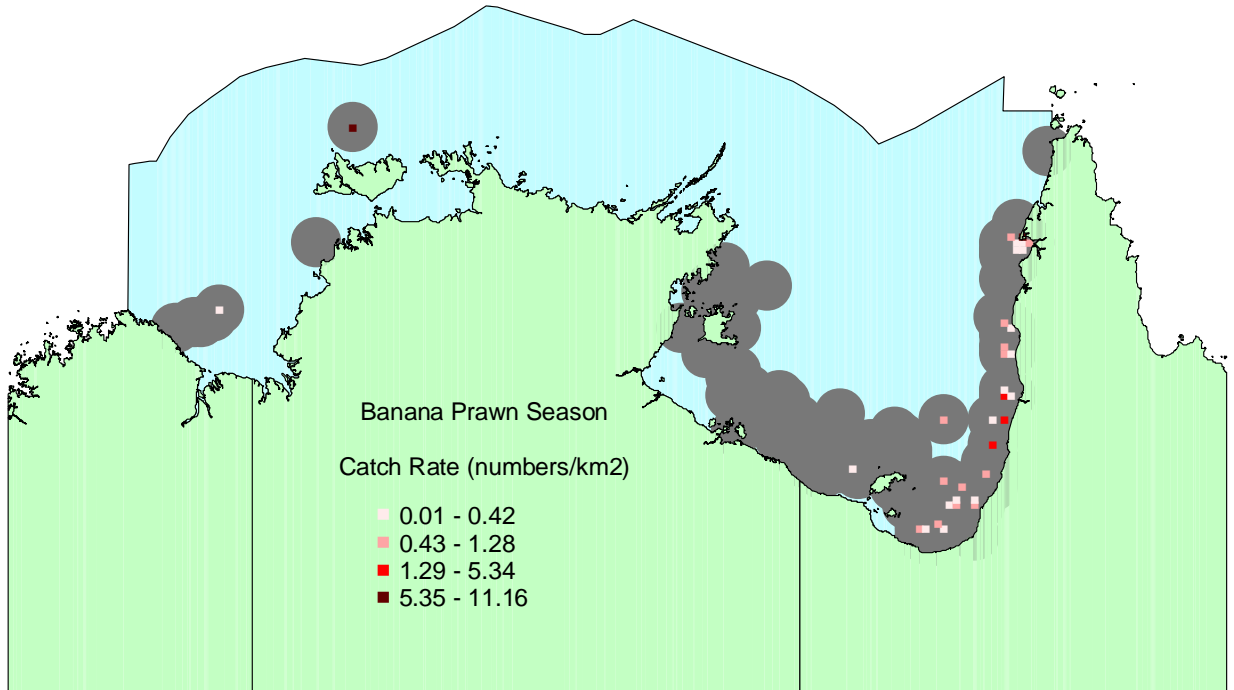 Banana Prawn Season
Catch Rate (numbers/km2)
0.01 - 0.42
0.43 - 1.28
1.29 - 5.34
5.35 - 11.16